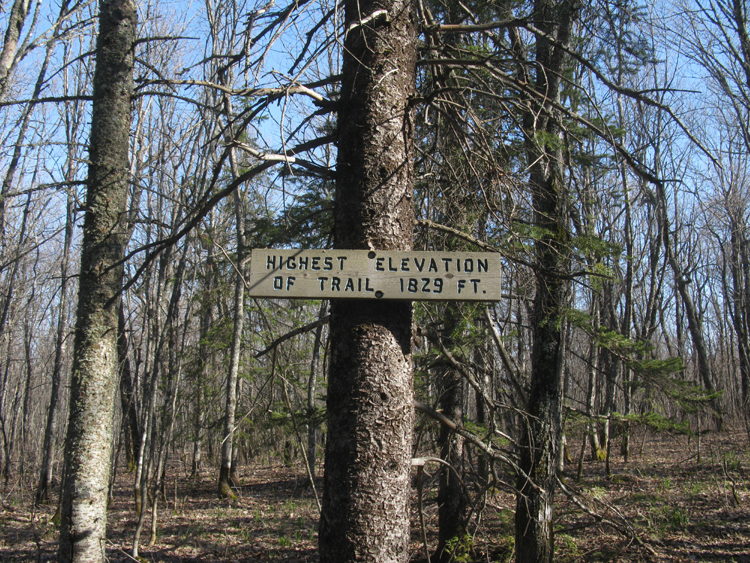 HIGHEST ELEVATION
OF TRAIL 1829 FT.